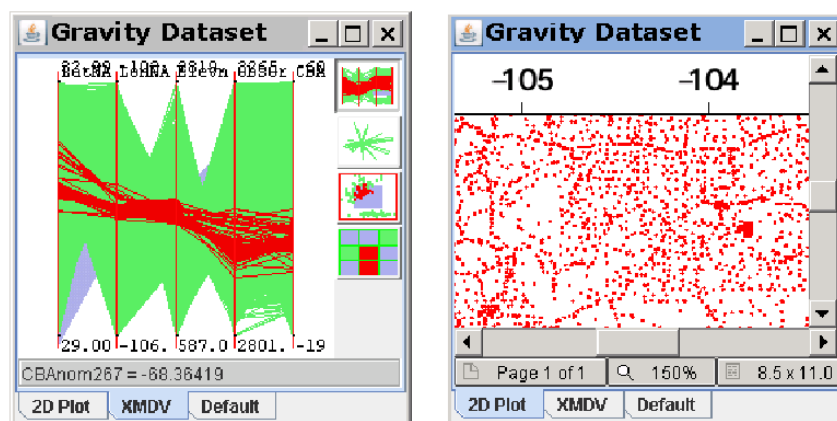 Gravity Dataset
29.00 -106. 587.0 2801. -19
CBAnom267 = -68.36419
2D Plot XMDV Default
Gravity Dataset
-105 -104
Page 1 of 1 150% 8.5 x 11.0
2D Plot XMDV Default